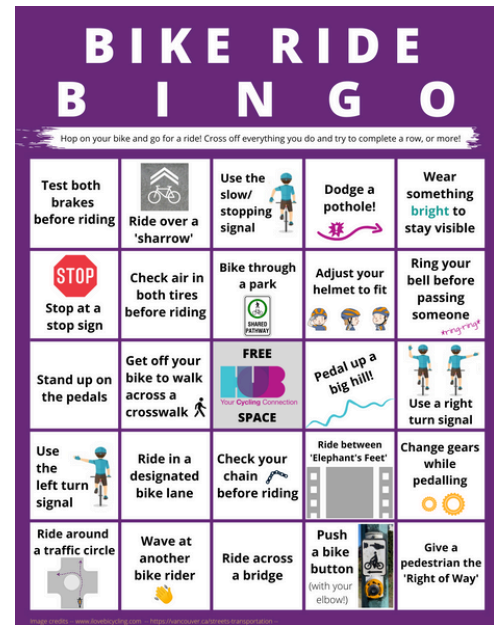 BIKE RIDE
BINGO
Hop on your bike and go for a ride! Cross off everything you do and try to complete a row, or more!
Test both
brakes
before riding
Ride over a
'sharrow'
Use the
slow/
stopping
signal
Dodge a
pothole!
Wear
something
bright to
stay visible
STOP
Stop at a
stop sign
Check air in
both tires
before riding
Bike through
a park
SHARED
PATHWAY
Adjust your
helmet to fit
Ring your
bell before
passing
someone
*ring ring*
Stand up on
the pedals
Get off your
bike to walk
across a
crosswalk
FREE
HUB
Your Cycling Connection
SPACE
Pedal up a
big hill!
Use a right
turn signal
Use
the
left turn
signal
Ride in a
designated
bike lane
Check your
chain
before riding
Ride between
'Elephant's Feet'
Change gears
while
pedalling
Ride around
a traffic circle
Wave at
another
bike rider
Ride across
a bridge
Push
a bike
button
(with your
elbow!)
Give a
pedestrian the
'Right of Way'
Image credits -- www.ilovebicycling.com -- https://vancouver.ca/streets-transportation --